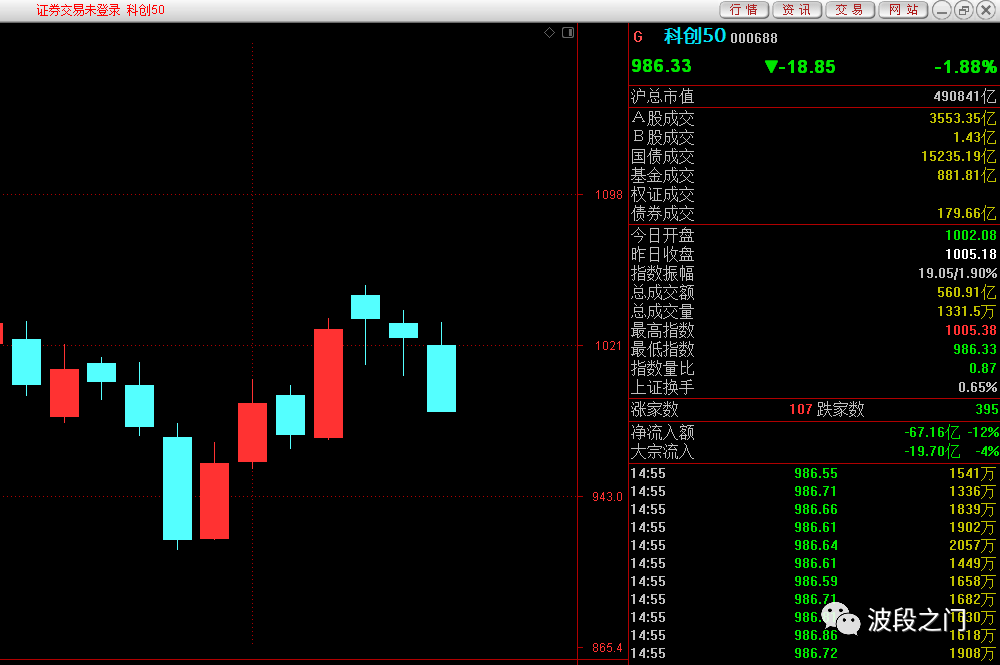 证券交易未登录 科创50 行情 资讯 交易 网站
G 科创50 000688
986.33 ▼-18.85 -1.88%
沪总市值 490841亿
A股成交 3553.35亿
B股成交 1.43亿
国债成交 15235.19亿
基金成交 881.81亿
权证成交
债券成交 179.66亿
今日开盘 1002.08
昨日收盘 1005.18
指数振幅 19.05/1.90%
总成交额 560.91亿
总成交量 1331.5万
最高指数 1005.38
最低指数 986.33
指数量比 0.87
上证换手 0.65%
涨家数 107 跌家数 395
净流入额 -67.16亿 -12%
大宗流入 -19.70亿 -4%
14:55 986.55 1541万
14:55 986.71 1336万
14:55 986.66 1839万
14:55 986.61 1902万
14:55 986.64 2057万
14:55 986.61 1449万
14:55 986.59 1658万
14:55 986.71 1682万
14:55 1630万
14:55 986.86 1618万
14:55 986.72 1908万
1098
1021
943.0
865.4
波段之门